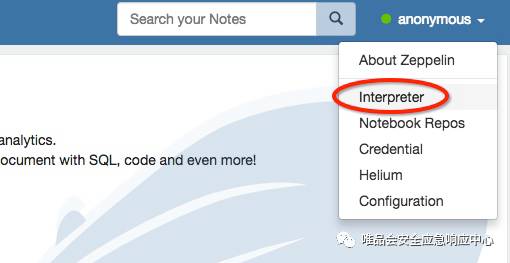 Search your Notes
anonymous
About Zeppelin
Interpreter
analytics.
Notebook Repos
ocument with SQL, code and even more!
Credential
Helium
Configuration
唯品会安全应急响应中心